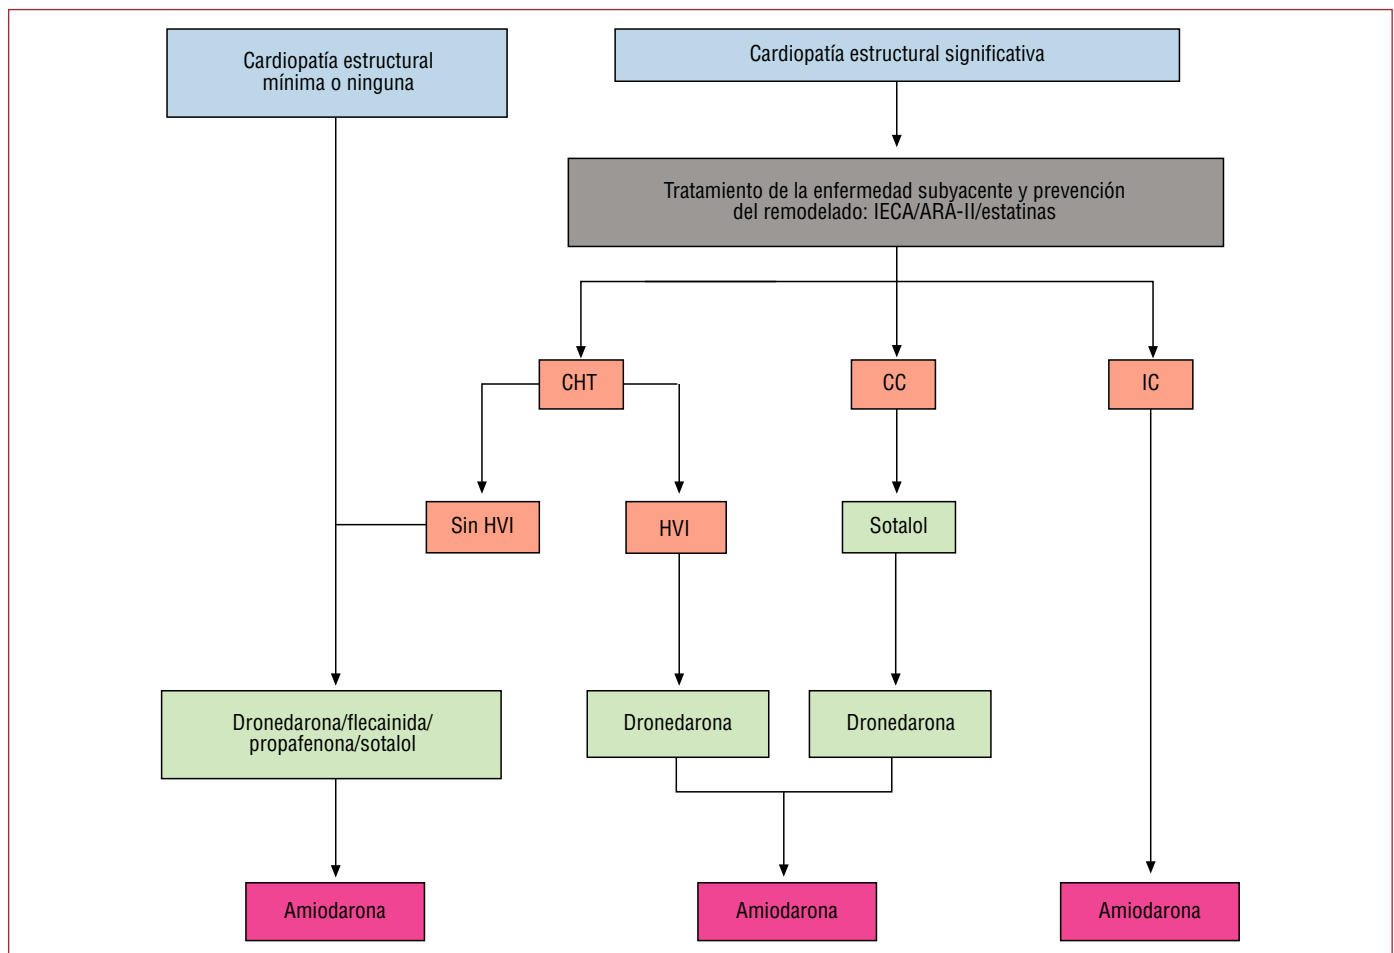 Cardiopatía estructural
mínima o ninguna
Cardiopatía estructural significativa
Tratamiento de la enfermedad subyacente y prevención
del remodelado: IECA/ARA-II/estatinas
CHT
CC
IC
Sin HVI
HVI
Sotalol
Dronedarona/flecainida/
propafenona/sotalol
Dronedarona
Dronedarona
Amiodarona
Amiodarona
Amiodarona